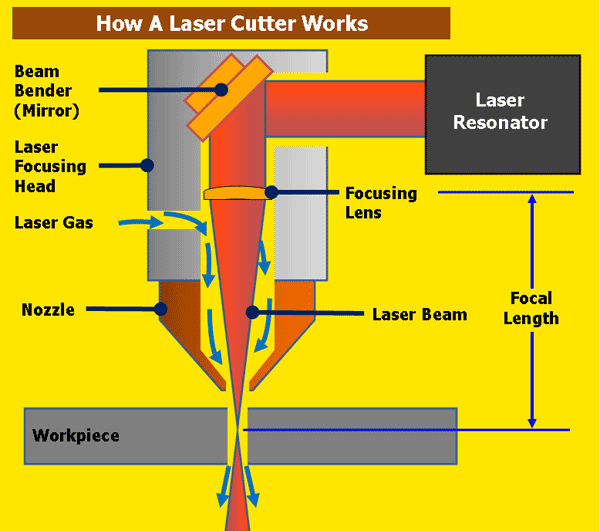 How A Laser Cutter Works
Beam
Bender
(Mirror)
Laser
Resonator
Laser
Focusing
Head
Focusing
Lens
Laser Gas
Focal
Length
Nozzle
Laser Beam
Workpiece